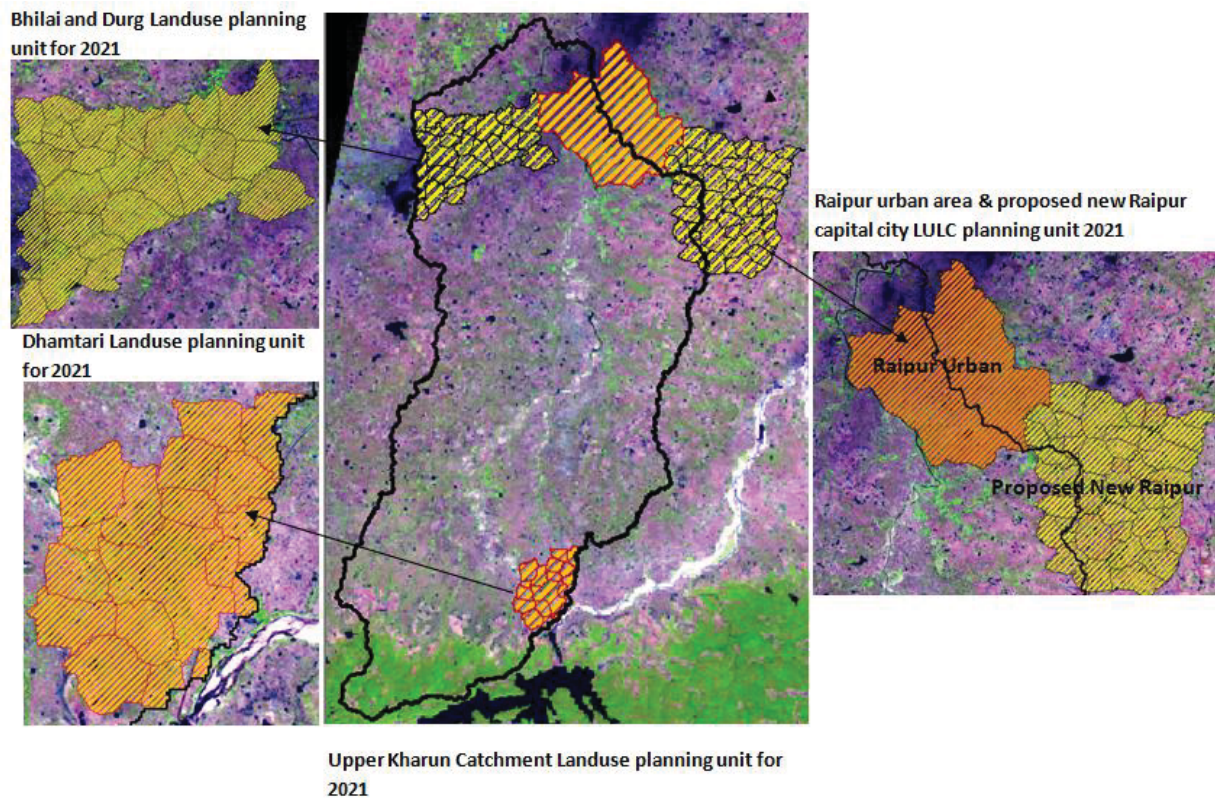 Bhilai and Durg Landuse planning
unit for 2021
Dhamtari Landuse planning unit
for 2021
Raipur urban area & proposed new Raipur
capital city LULC planning unit 2021
Raipur Urban
Proposed New Raipur
Upper Kharun Catchment Landuse planning unit for
2021